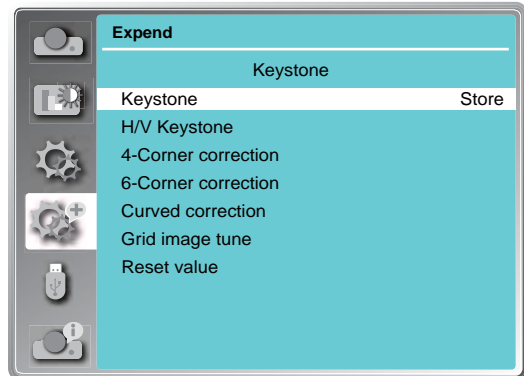 Expend
Keystone
Keystone Store
H/V Keystone
4-Corner correction
6-Corner correction
Curved correction
Grid image tune
Reset value